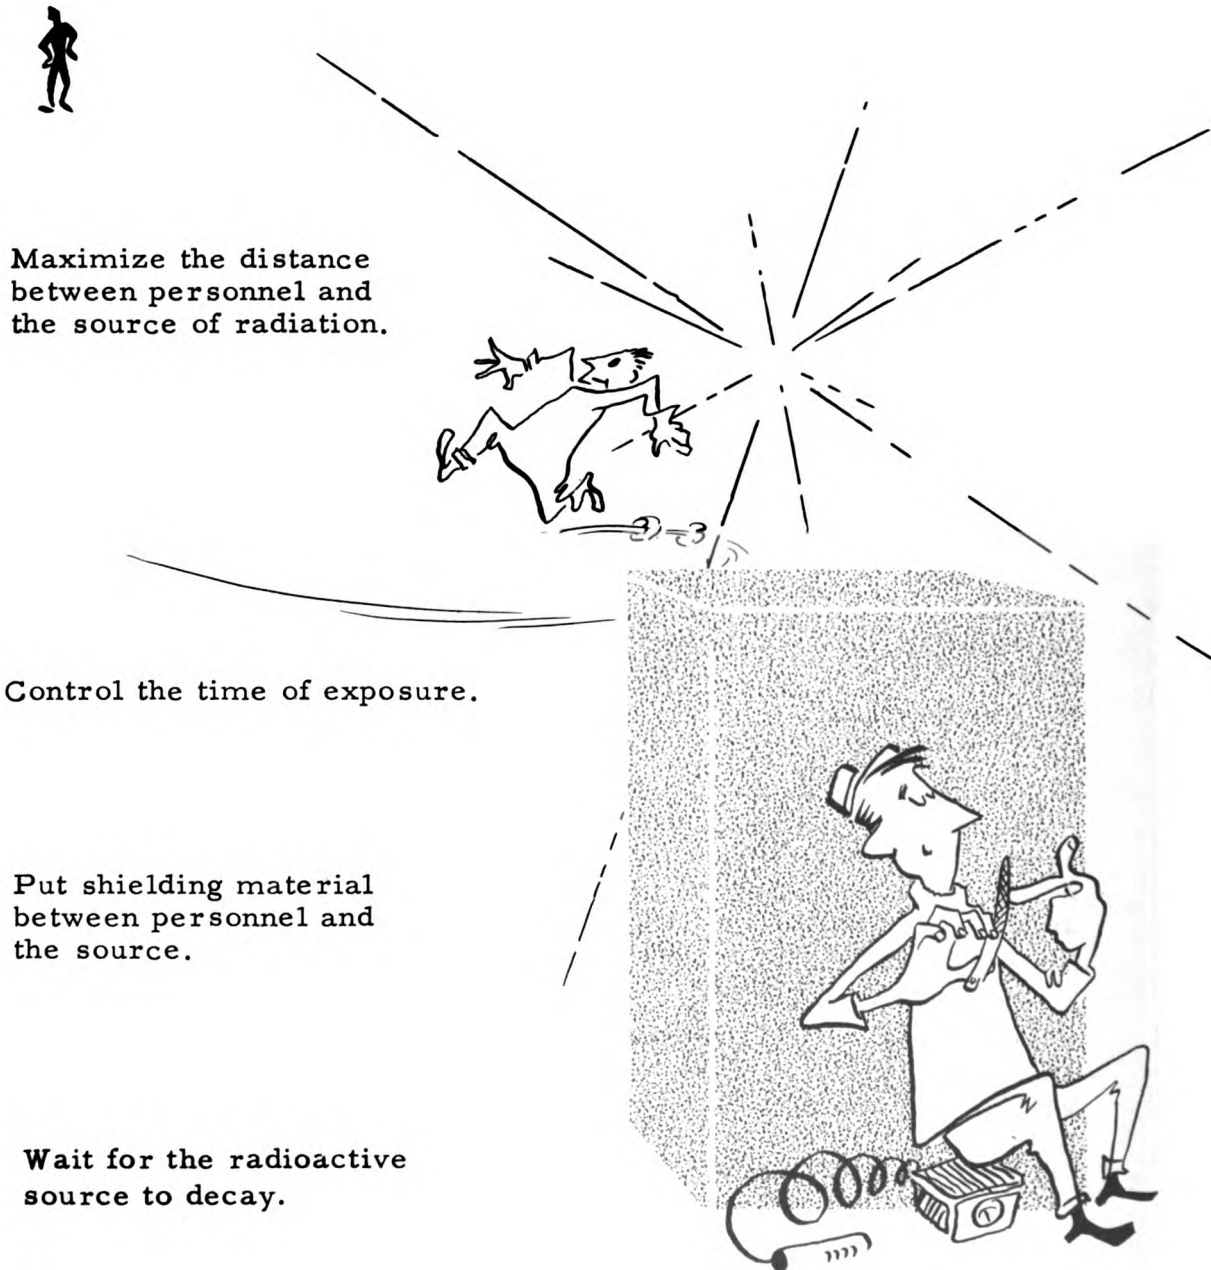 Maximize the distance
between personnel and
the source of radiation.
Control the time of exposure.
Put shielding material
between personnel and
the source.
Wait for the radioactive
source to decay.